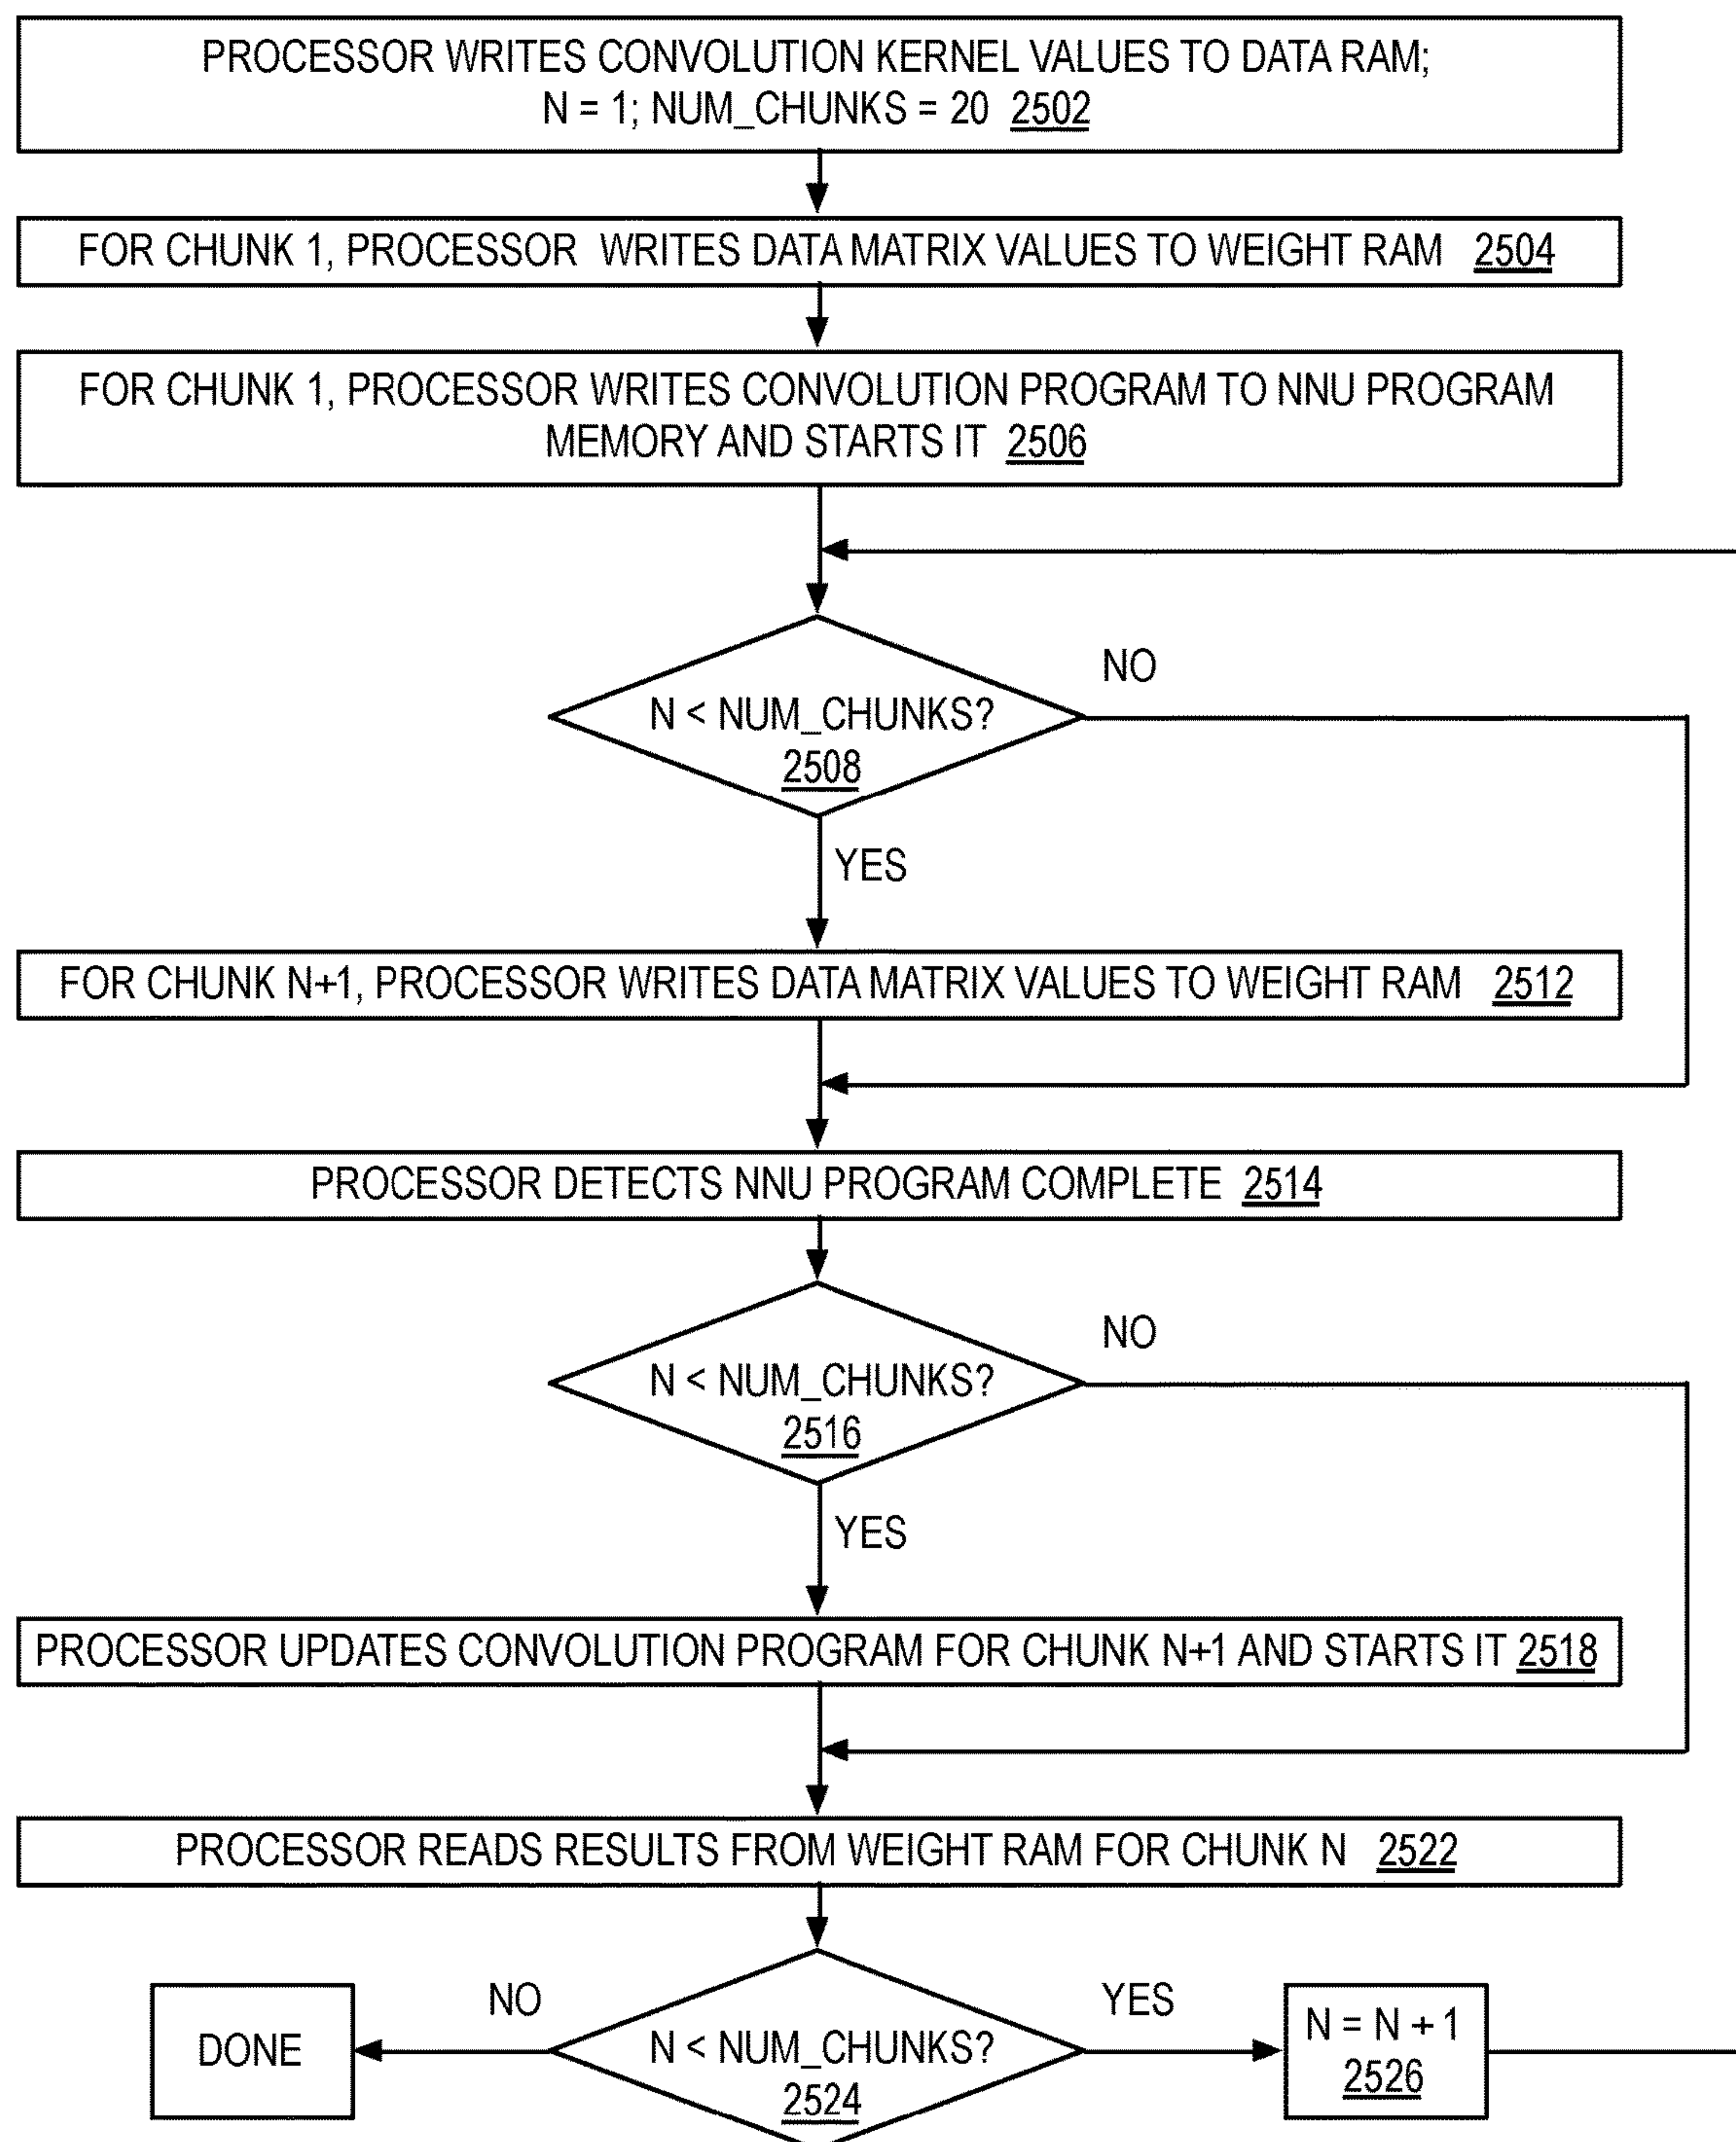 PROCESSOR WRITES CONVOLUTION KERNEL VALUES TO DATA RAM;
N = 1; NUM_CHUNKS = 20 2502
FOR CHUNK 1, PROCESSOR WRITES DATA MATRIX VALUES TO WEIGHT RAM 2504
FOR CHUNK 1, PROCESSOR WRITES CONVOLUTION PROGRAM TO NNU PROGRAM
MEMORY AND STARTS IT 2506
NO
N < NUM_CHUNKS?
2508
YES
FOR CHUNK N+1, PROCESSOR WRITES DATA MATRIX VALUES TO WEIGHT RAM 2512
PROCESSOR DETECTS NNU PROGRAM COMPLETE 2514
NO
N < NUM_CHUNKS?
2516
YES
PROCESSOR UPDATES CONVOLUTION PROGRAM FOR CHUNK N+1 AND STARTS IT 2518
PROCESSOR READS RESULTS FROM WEIGHT RAM FOR CHUNK N 2522
NO
YES
DONE
N < NUM_CHUNKS?
2524
N = N + 1
2526